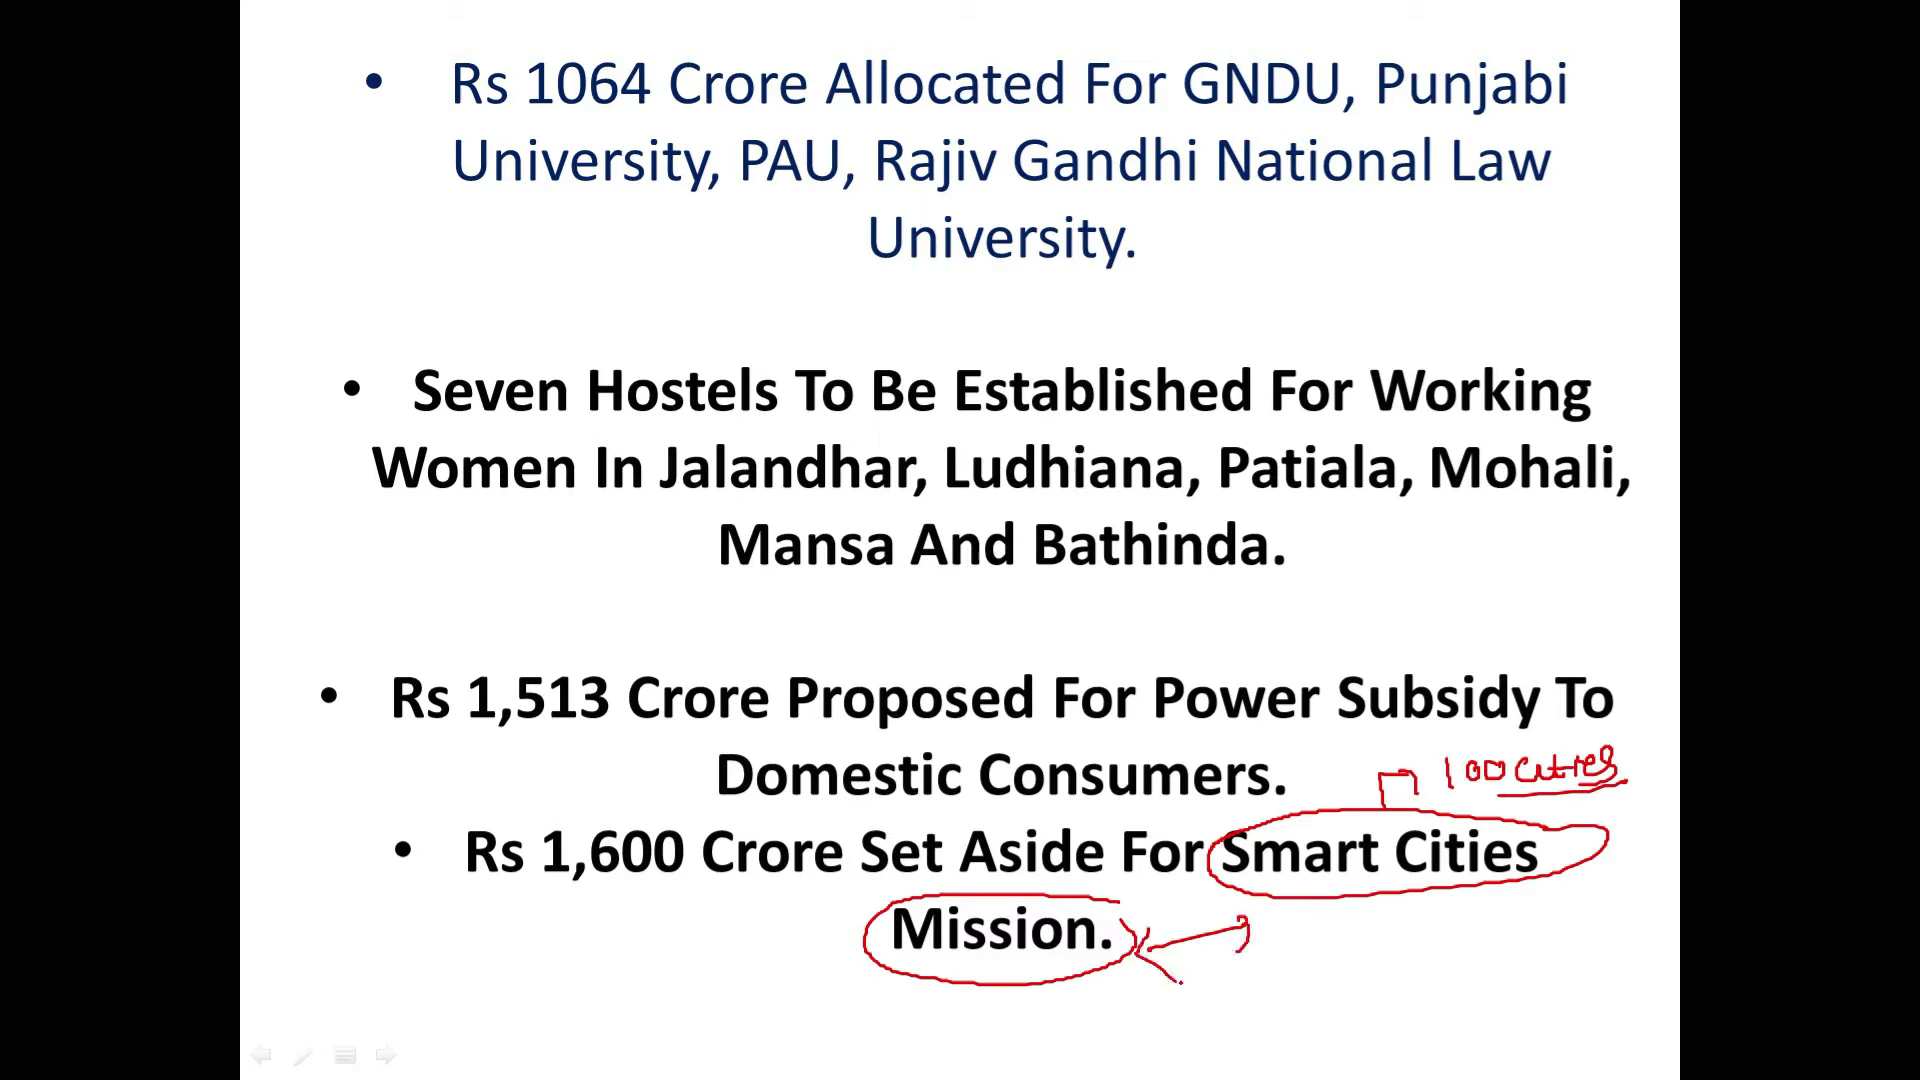 • Rs 1064 Crore Allocated For GNDU, Punjabi
University, PAU, Rajiv Gandhi National Law
University.
• Seven Hostels To Be Established For Working
Women In Jalandhar, Ludhiana, Patiala, Mohali,
Mansa And Bathinda.
• Rs 1,513 Crore Proposed For Power Subsidy To
Domestic Consumers.
100 cities
• Rs 1,600 Crore Set Aside For Smart Cities
Mission.